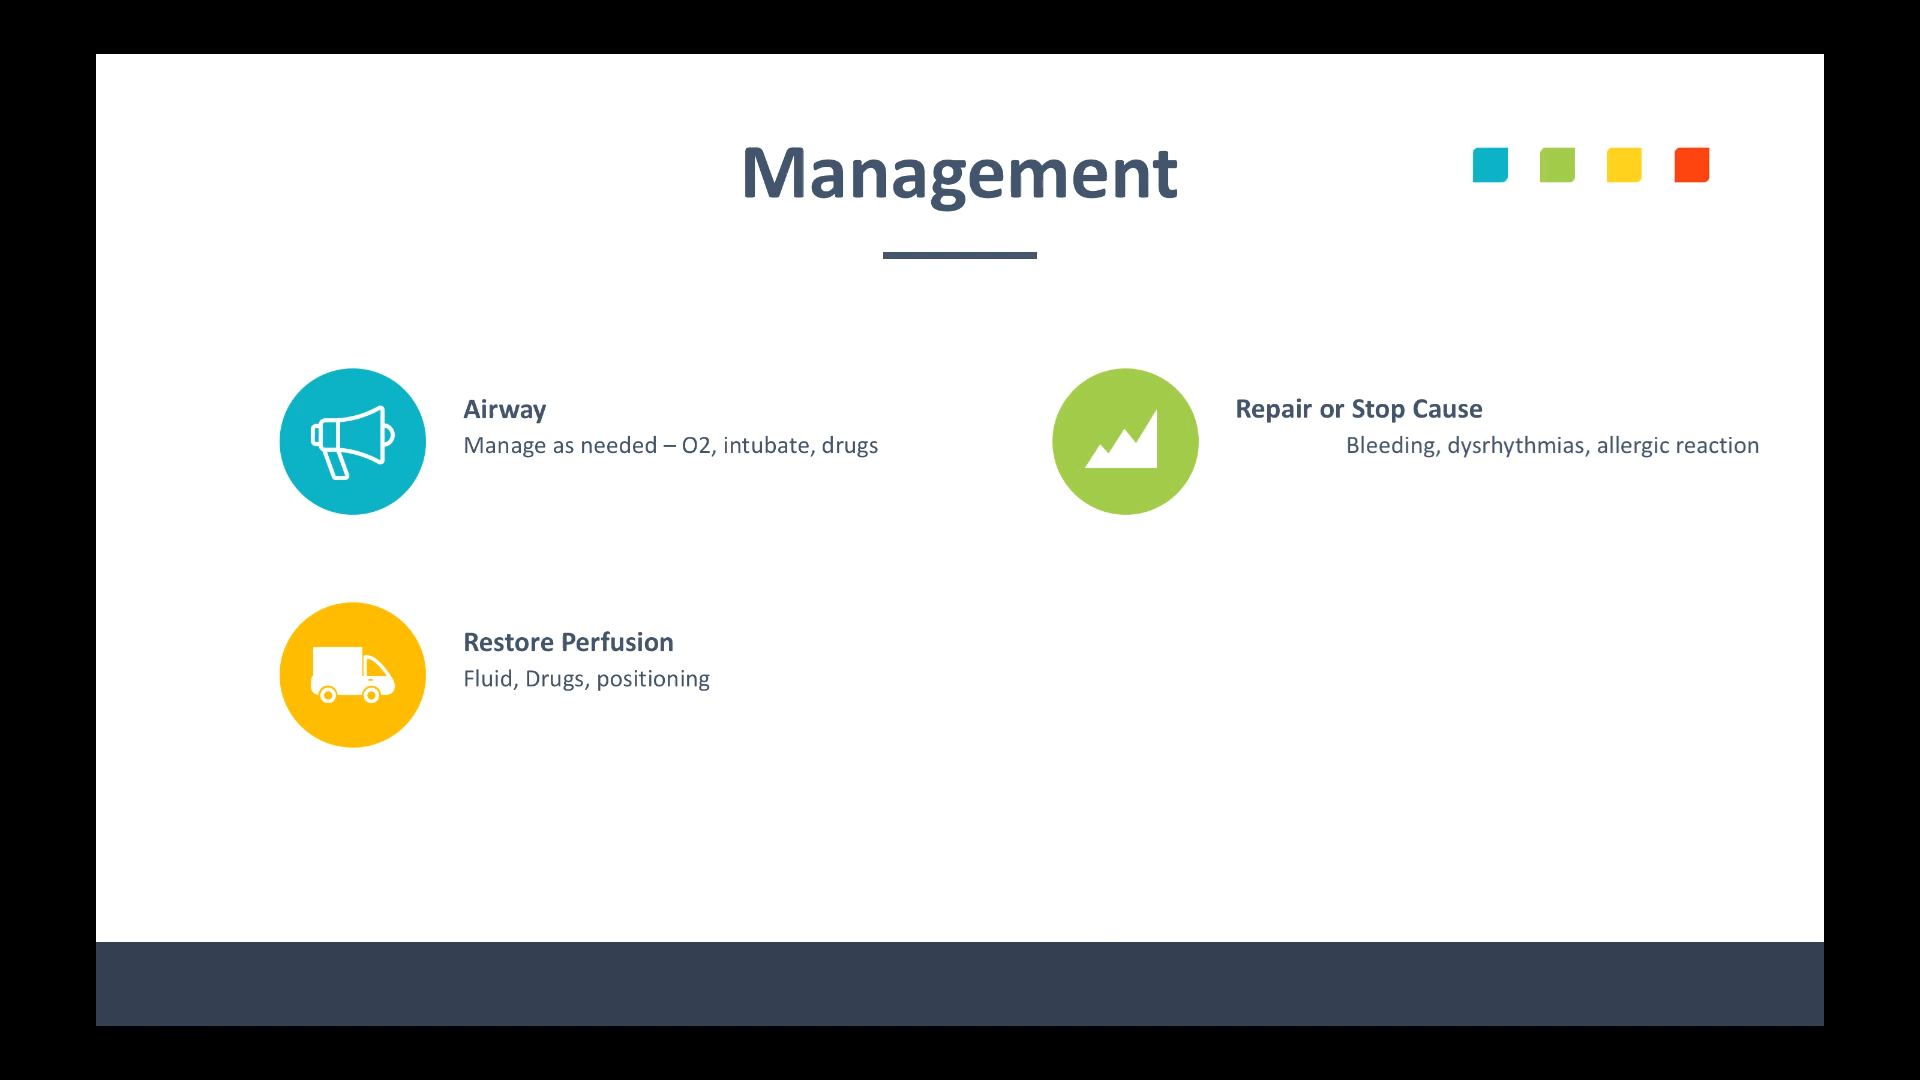 Management
Airway
Manage as needed – O2, intubate, drugs
Repair or Stop Cause
Bleeding, dysrhythmias, allergic reaction
Restore Perfusion
Fluid, Drugs, positioning